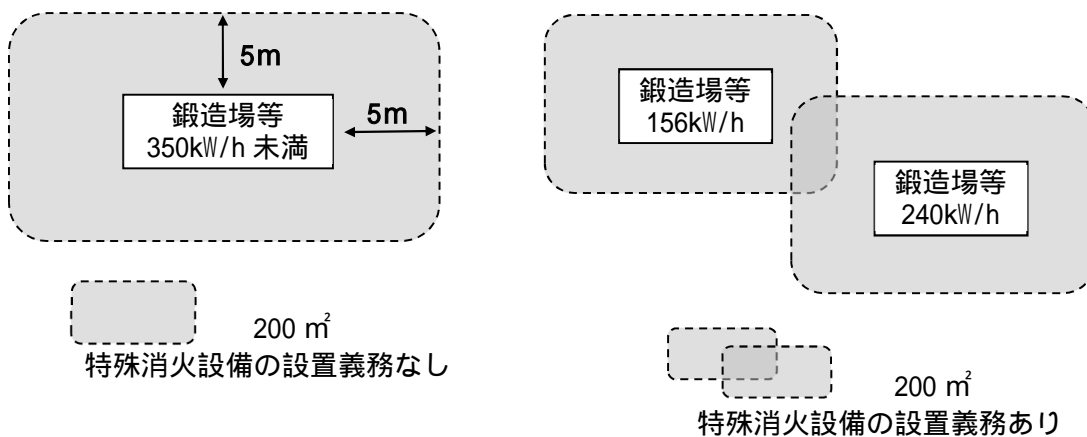 5m
5m
鍛造場等
350kW/h 未満
200 ㎡
特殊消火設備の設置義務なし
鍛造場等
156kW/h
鍛造場等
240kW/h
200 ㎡
特殊消火設備の設置義務あり